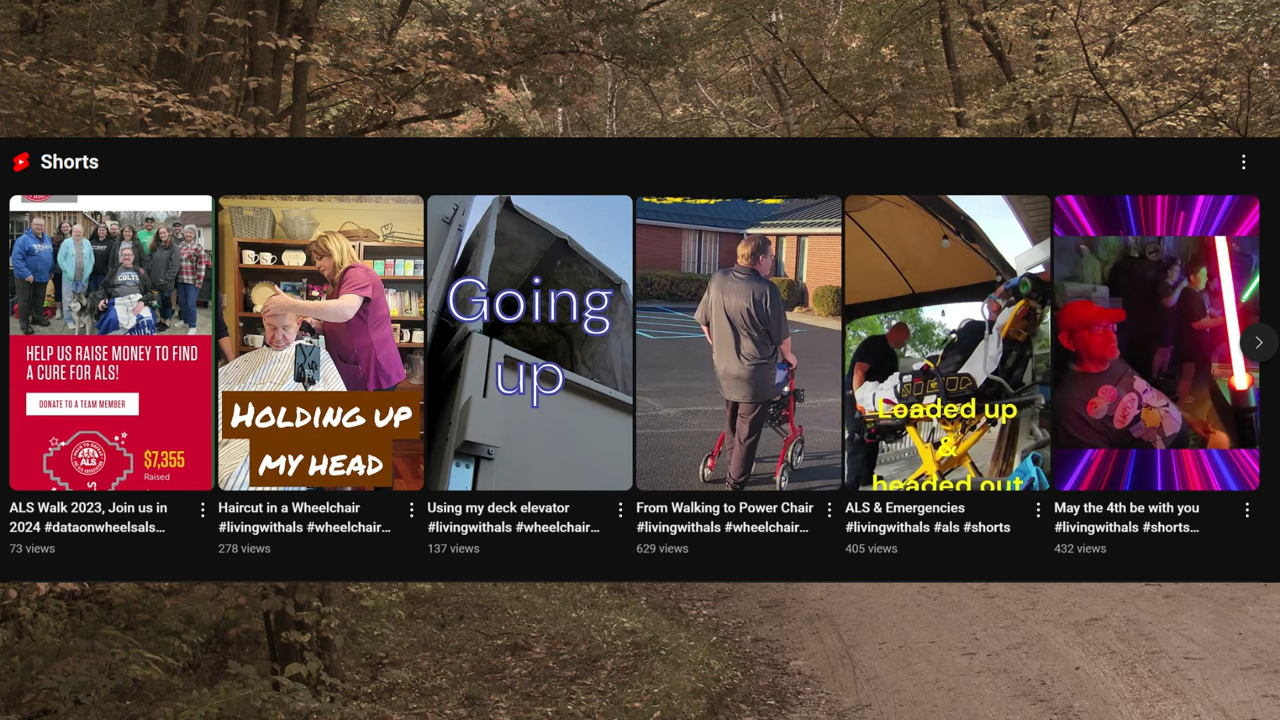 Shorts
HELP US RAISE MONEY TO FIND
A CURE FOR ALS!
DONATE TO A TEAM MEMBER
ALS
$7,355
Raised
COLTS
HOLDING UP
MY HEAD
Going
up
Loaded up
&
headed out
ALS Walk 2023, Join us in
2024 #dataonwheelsals...
73 views
Haircut in a Wheelchair
#livingwithals #wheelchair...
278 views
Using my deck elevator
#livingwithals #wheelchair...
137 views
From Walking to Power Chair
#livingwithals #wheelchair...
629 views
ALS & Emergencies
#livingwithals #als #shorts
405 views
May the 4th be with you
#livingwithals #shorts...
432 views